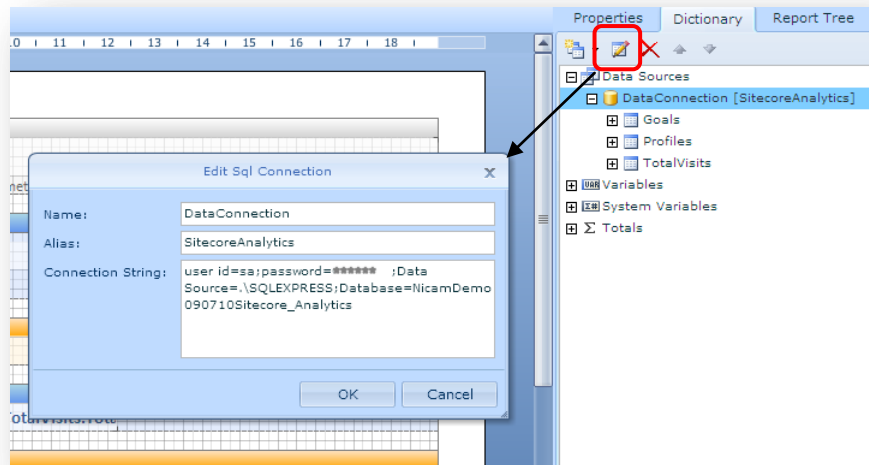 Properties Dictionary Report Tree
.0 11 12 13 14 15 16 17 18
Data Sources
DataConnection [SitecoreAnalytics]
Goals
Profiles
TotalVisits
Variables
System Variables
Σ Totals
Edit Sql Connection
Name: DataConnection
Alias: SitecoreAnalytics
Connection String: user id=sa;password=****** ;Data
Source=.\SQLEXPRESS;Database=NicamDemo
090710Sitecore_Analytics
OK Cancel